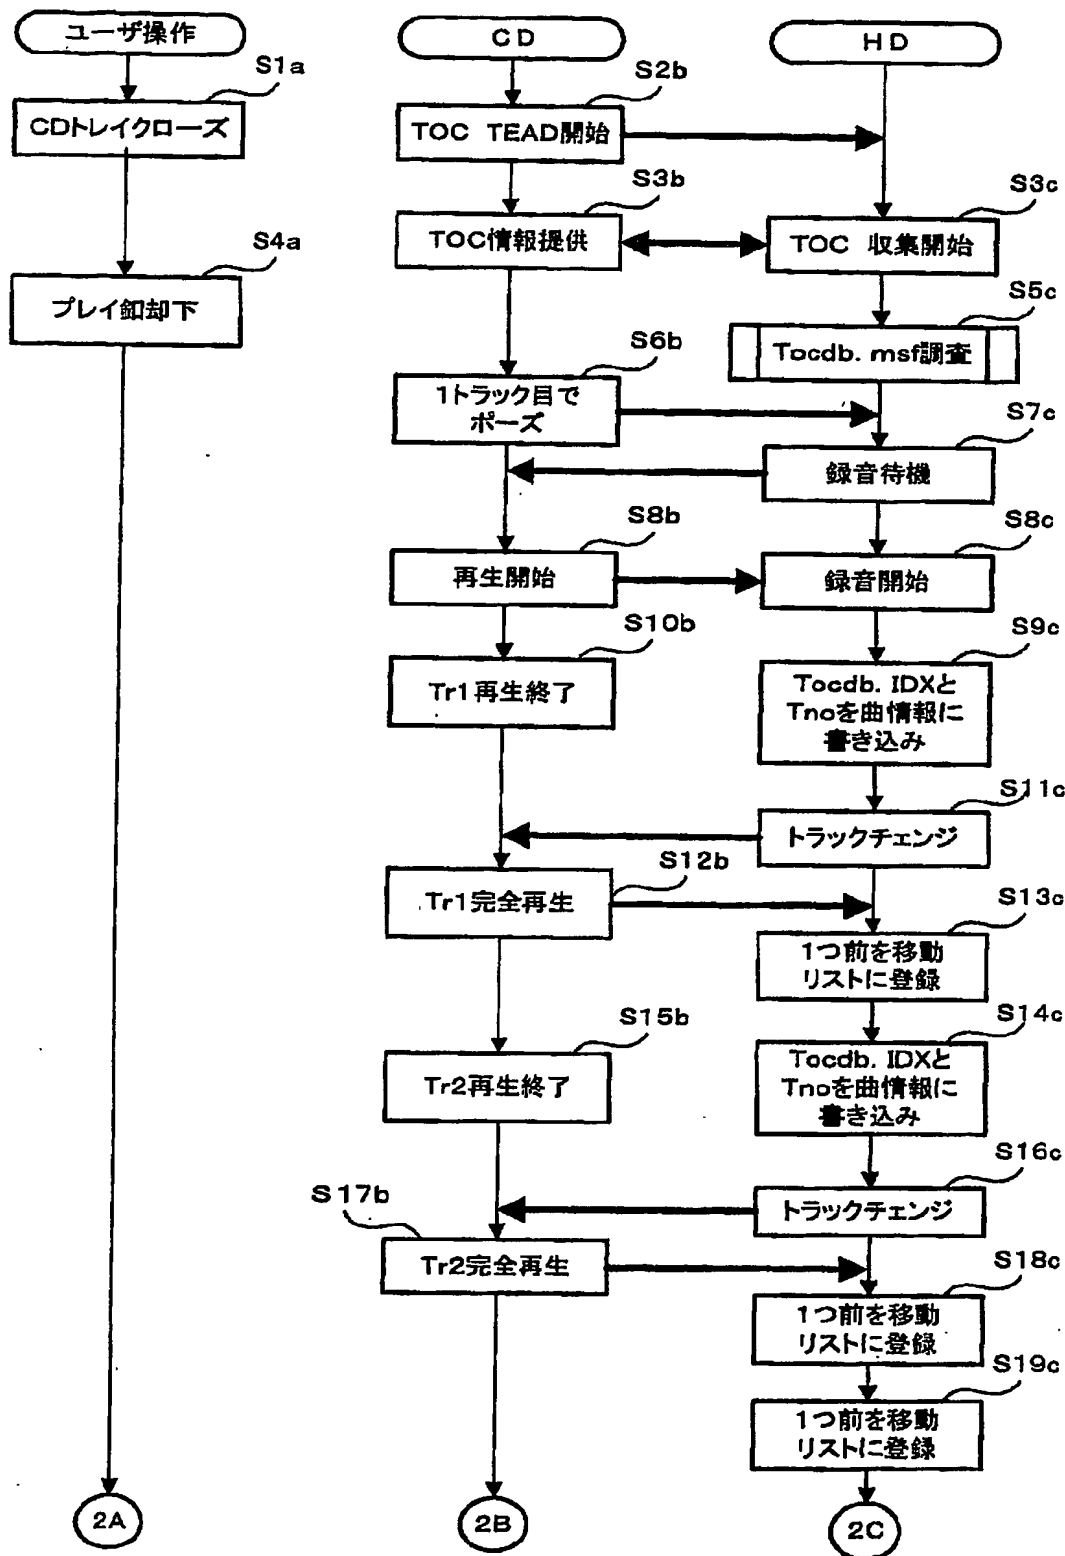 ユーザ操作
S1a
CDトレイクローズ
S4a
プレイ釦却下
2A
CD
S2b
TOC TEAD開始
S3b
TOC情報提供
S6b
1トラック目で
ポーズ
S8b
再生開始
S10b
Tr1再生終了
S12b
Tr1完全再生
S15b
Tr2再生終了
S17b
Tr2完全再生
2B
HD
S3c
TOC 収集開始
S5c
Tocdb. msf調査
S7c
録音待機
S8c
録音開始
S9c
Tocdb. IDXと
Tnoを曲情報に
書き込み
S11c
トラックチェンジ
S13c
1つ前を移動
リストに登録
S14c
Tocdb. IDXと
Tnoを曲情報に
書き込み
S16c
トラックチェンジ
S18c
1つ前を移動
リストに登録
S19c
1つ前を移動
リストに登録
2C